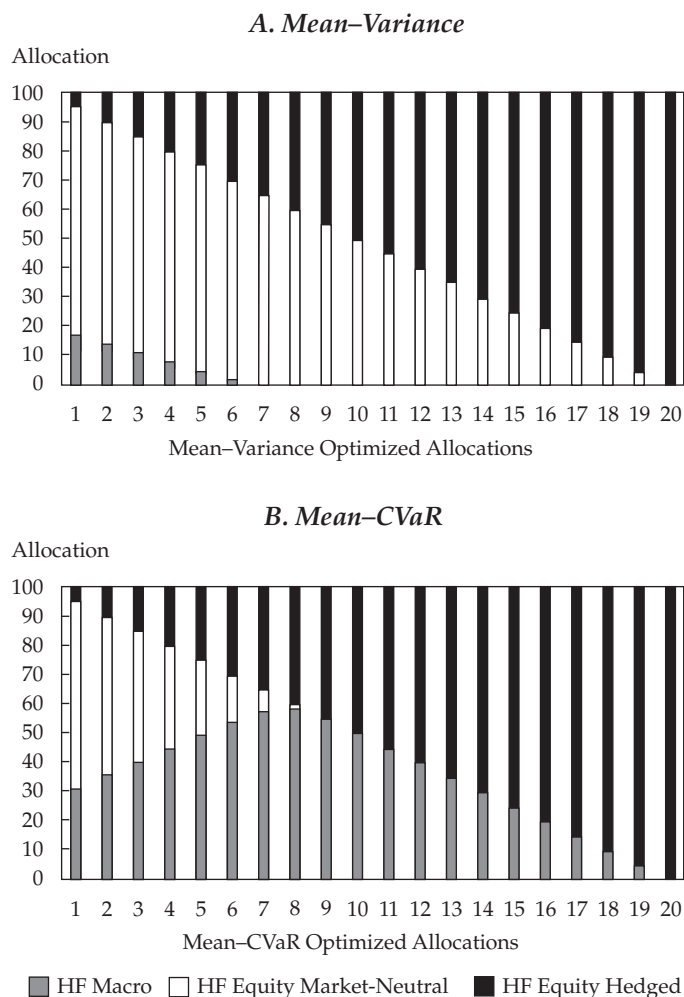 A. Mean–Variance
Allocation
100
90
80
70
60
50
40
30
20
10
0
1 2 3 4 5 6 7 8 9 10 11 12 13 14 15 16 17 18 19 20
Mean–Variance Optimized Allocations
B. Mean–CVaR
Allocation
100
90
80
70
60
50
40
30
20
10
0
1 2 3 4 5 6 7 8 9 10 11 12 13 14 15 16 17 18 19 20
Mean–CVaR Optimized Allocations
HF Macro HF Equity Market-Neutral HF Equity Hedged